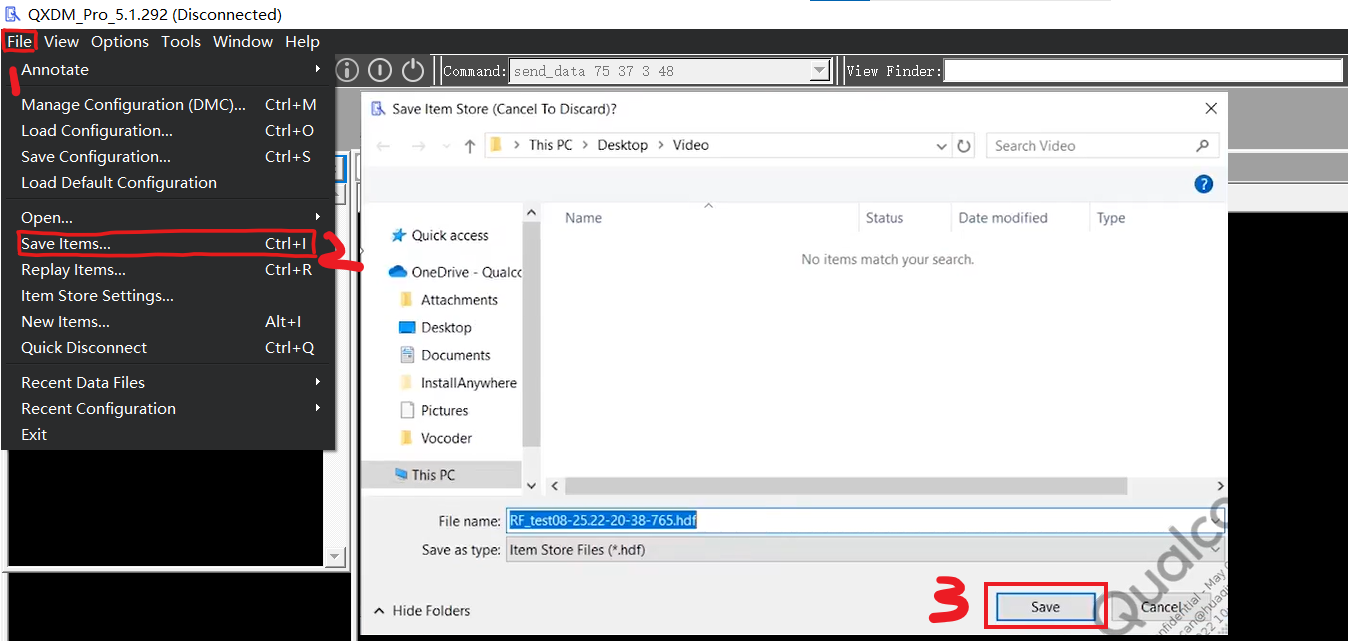 QXDM_Pro_5.1.292 (Disconnected)
File View Options Tools Window Help
1
Annotate
Manage Configuration (DMC)... Ctrl+M
Load Configuration... Ctrl+O
Save Configuration... Ctrl+S
Load Default Configuration
Open...
Save Items... Ctrl+I
2
Replay Items... Ctrl+R
Item Store Settings...
New Items... Alt+I
Quick Disconnect Ctrl+Q
Recent Data Files
Recent Configuration
Exit
Command: send_data 75 37 3 48 View Finder:
Save Item Store (Cancel To Discard)?
This PC Desktop Video Search Video
Name Status Date modified Type
No items match your search.
Quick access
OneDrive - Qualco
Attachments
Desktop
Documents
InstallAnywhere
Pictures
Vocoder
This PC
File name: RF_test08-25.22-20-38-765.hdf
Save as type: Item Store Files (*.hdf)
Hide Folders
3
Save
Cancel
Qualco